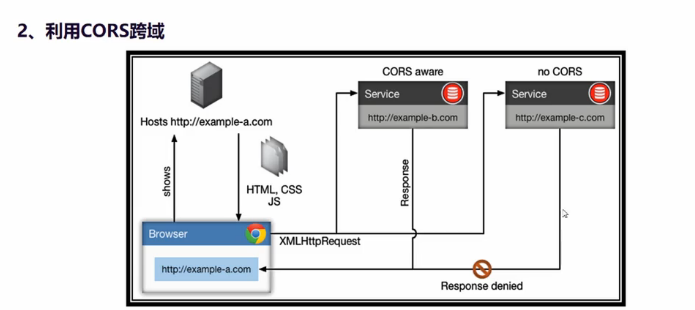 2、利用CORS跨域
CORS aware
no CORS
Service
http://example-b.com
Service
http://example-c.com
Hosts http://example-a.com
shows
HTML, CSS
JS
Response
Browser
XMLHttpRequest
http://example-a.com
Response denied